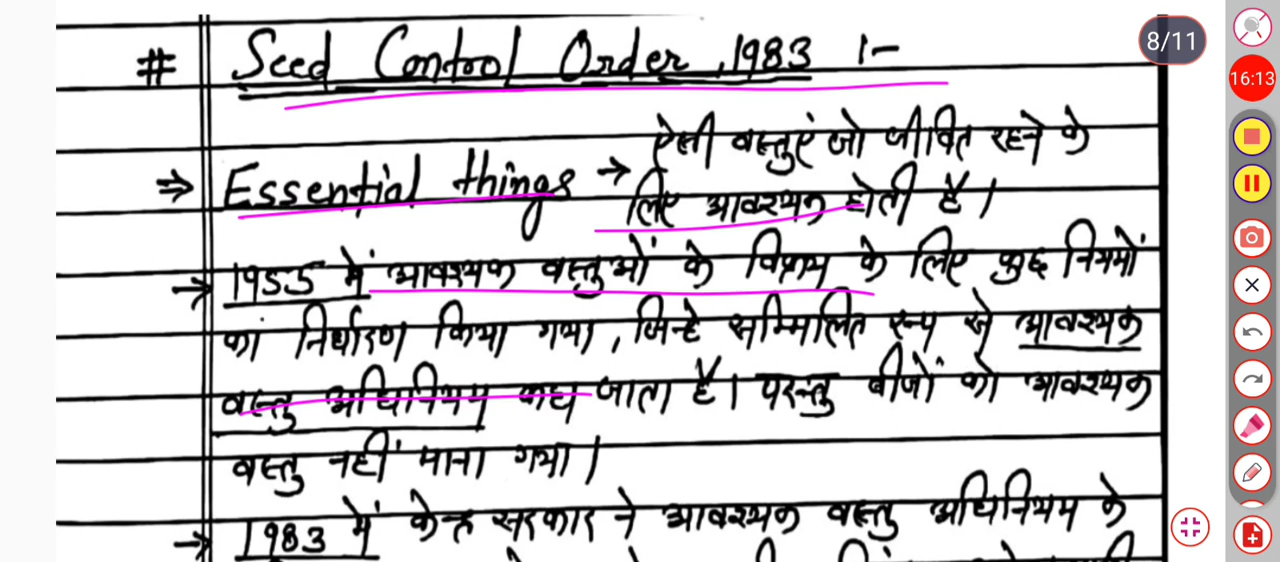 8/11
16:13
# Seed Control Order, 1983 :-
ऐसी वस्तुएं जो जीवित रहने के
⇒ Essential things → लिए आवश्यक होती हैं।
→ 1955 में आवश्यक वस्तुओं के विक्रय के लिए कुछ नियमों
का निर्धारण किया गया, जिन्हे सम्मिलित रूप से आवश्यक
वस्तु अधिनियम कहा जाता है। परन्तु बीजों को आवश्यक
वस्तु नहीं माना गया।
→ 1983 में केन्द्र सरकार ने आवश्यक वस्तु अधिनियम के